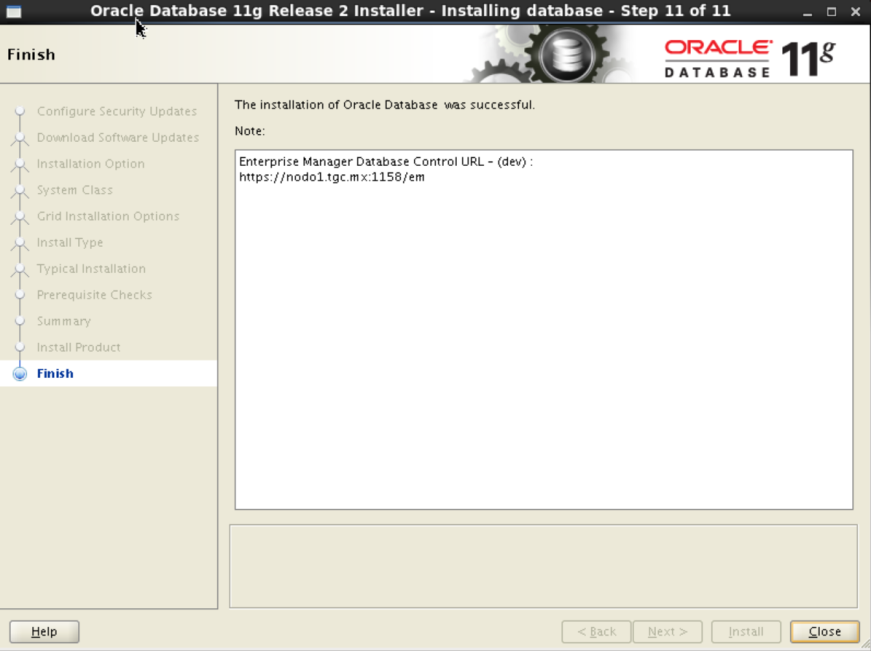 Oracle Database 11g Release 2 Installer - Installing database - Step 11 of 11
Finish
ORACLE
DATABASE
11g
Configure Security Updates
Download Software Updates
Installation Option
System Class
Grid Installation Options
Install Type
Typical Installation
Prerequisite Checks
Summary
Install Product
Finish
The installation of Oracle Database was successful.
Note:
Enterprise Manager Database Control URL - (dev) :
https://nodo1.tgc.mx:1158/em
Help
< Back
Next >
Install
Close